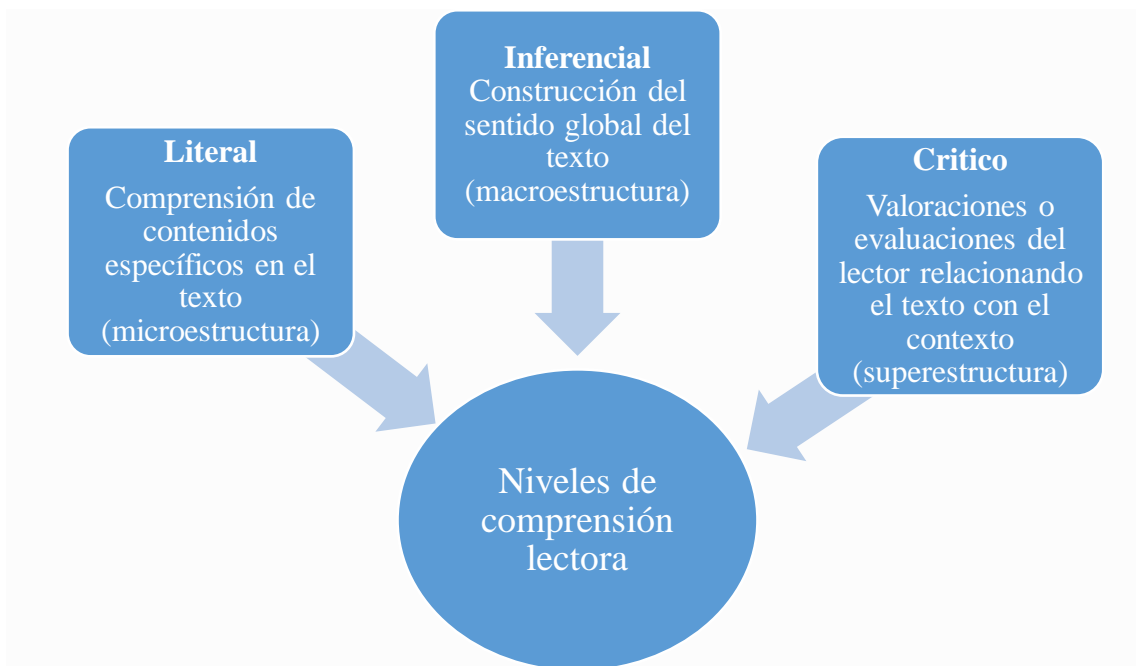 Literal
Comprensión de
contenidos
específicos en el
texto
(microestructura)
Inferencial
Construcción del
sentido global del
texto
(macroestructura)
Critico
Valoraciones o
evaluaciones del
lector relacionando
el texto con el
contexto
(superestructura)
Niveles de
comprensión
lectora